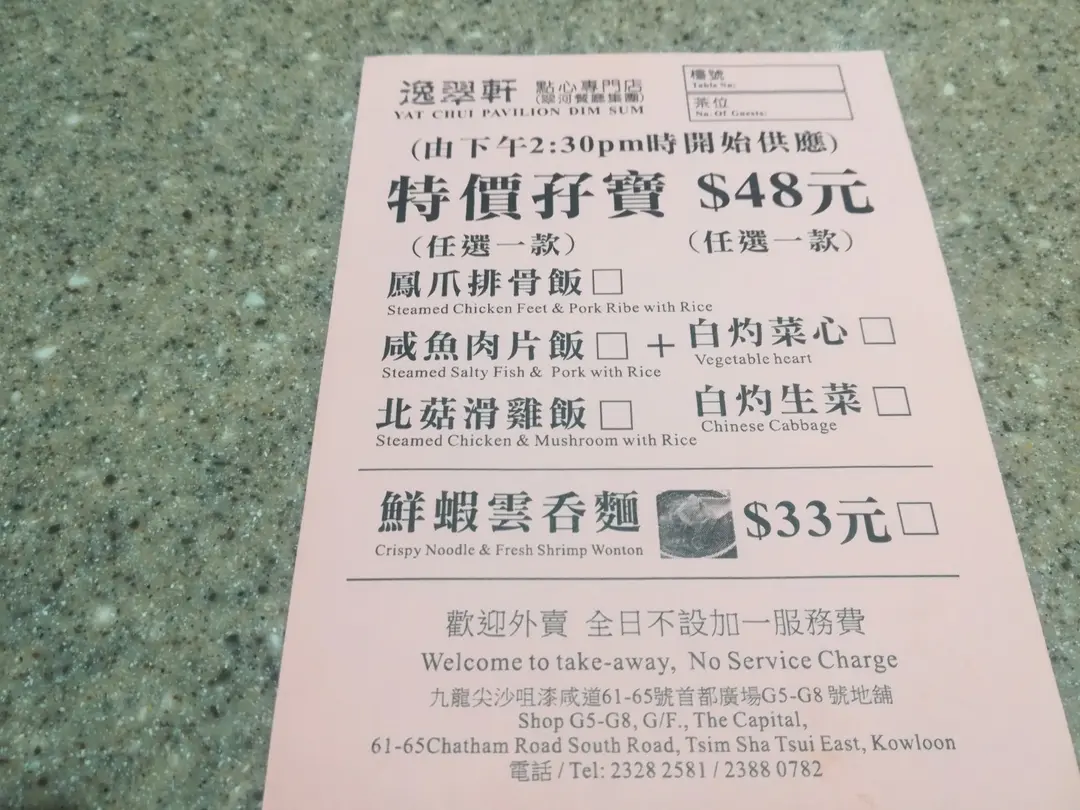 逸翠軒 點心專門店
(翠河餐廳集團)
YAT CHUI PAVILION DIM SUM
檯號
Table No:
茶位
No. Of Guests:
(由下午2:30pm時開始供應)
特價孖寶 $48元
(任選一款) (任選一款)
鳳爪排骨飯□
Steamed Chicken Feet & Pork Ribe with Rice
咸魚肉片飯□ + 白灼菜心□
Steamed Salty Fish & Pork with Rice Vegetable heart
北菇滑雞飯□ 白灼生菜□
Steamed Chicken & Mushroom with Rice Chinese Cabbage
鮮蝦雲吞麵 $33元□
Crispy Noodle & Fresh Shrimp Wonton
歡迎外賣 全日不設加一服務費
Welcome to take-away, No Service Charge
九龍尖沙咀漆咸道61-65號首都廣場G5-G8 號地舖
Shop G5-G8, G/F., The Capital,
61-65Chatham Road South Road, Tsim Sha Tsui East, Kowloon
電話 / Tel: 2328 2581 / 2388 0782